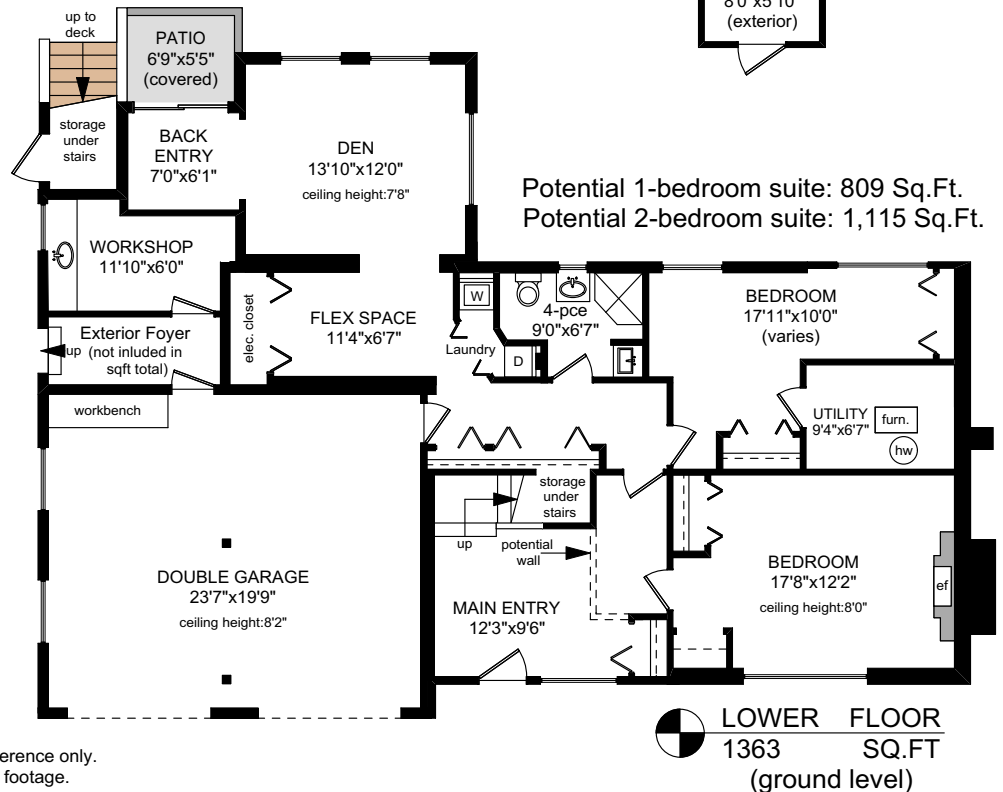 8'0"x5'10"
(exterior)
up to
deck
PATIO
6'9"x5'5"
(covered)
storage
under
stairs
BACK
ENTRY
7'0"x6'1"
DEN
13'10"x12'0"
ceiling height:7'8"
Potential 1-bedroom suite: 809 Sq.Ft.
Potential 2-bedroom suite: 1,115 Sq.Ft.
WORKSHOP
11'10"x6'0"
elec. closet
FLEX SPACE
11'4"x6'7"
W
Laundry
D
4-pce
9'0"x6'7"
BEDROOM
17'11"x10'0"
(varies)
Exterior Foyer
(not inluded in
sqft total)
up
workbench
UTILITY
9'4"x6'7"
furn.
hw
storage
under
stairs
up
potential
wall
DOUBLE GARAGE
23'7"x19'9"
ceiling height:8'2"
MAIN ENTRY
12'3"x9'6"
BEDROOM
17'8"x12'2"
ceiling height:8'0"
ef
LOWER FLOOR
1363 SQ.FT
(ground level)
erence only.
footage.